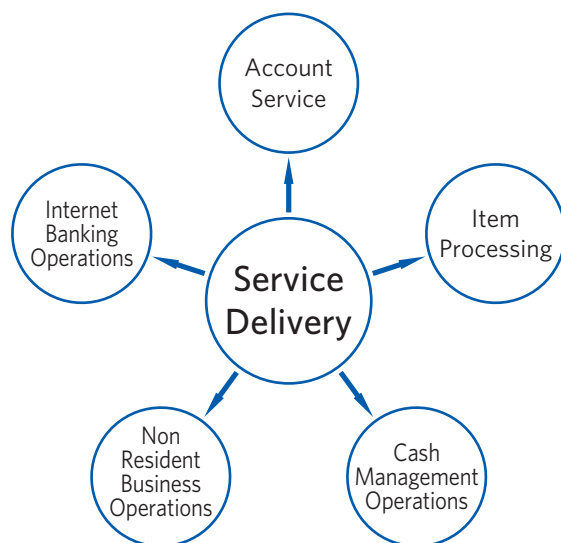 Account
Service
Internet
Banking
Operations
Item
Processing
Service
Delivery
Non
Resident
Business
Operations
Cash
Management
Operations